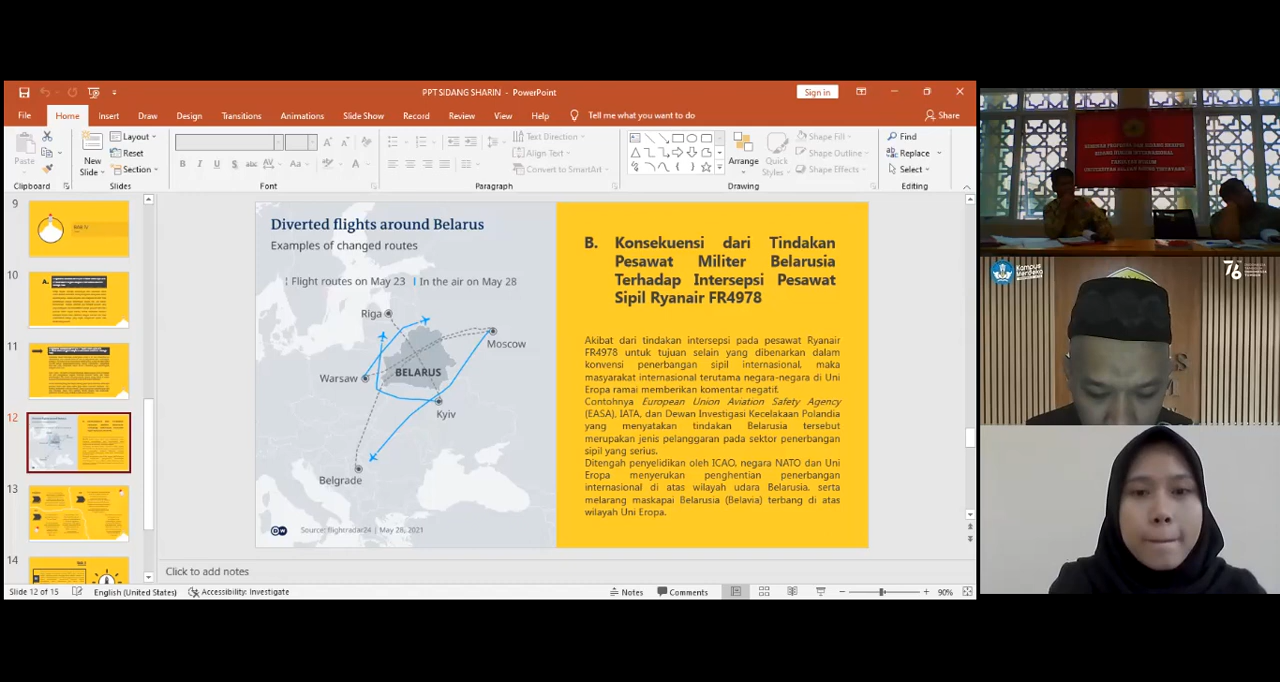 PPT SIDANG SHARIN - PowerPoint
Sign in
File Home Insert Draw Design Transitions Animations Slide Show Record Review View Help Tell me what you want to do
Share
Paste
New
Slide
Layout
Reset
Section
Text Direction
Align Text
Convert to SmartArt
Arrange
Quick
Styles
Shape Fill
Shape Outline
Shape Effects
Find
Replace
Select
Clipboard Slides Font Paragraph Drawing Editing
9
10
11
12
13
14
Diverted flights around Belarus
Examples of changed routes
Flight routes on May 23 In the air on May 28
Riga
Moscow
BELARUS
Warsaw
Kyiv
Belgrade
DW
Source: flightradar24 | May 28, 2021
B. Konsekuensi dari Tindakan
Pesawat Militer Belarusia
Terhadap Intersepsi Pesawat
Sipil Ryanair FR4978
Akibat dari tindakan intersepsi pada pesawat Ryanair
FR4978 untuk tujuan selain yang dibenarkan dalam
konvensi penerbangan sipil internasional, maka
masyarakat internasional terutama negara-negara di Uni
Eropa ramai memberikan komentar negatif.
Contohnya European Union Aviation Safety Agency
(EASA), IATA, dan Dewan Investigasi Kecelakaan Polandia
yang menyatakan tindakan Belarusia tersebut
merupakan jenis pelanggaran pada sektor penerbangan
sipil yang serius.
Ditengah penyelidikan oleh ICAO, negara NATO dan Uni
Eropa menyerukan penghentian penerbangan
internasional di atas wilayah udara Belarusia, serta
melarang maskapai Belarusia (Belavia) terbang di atas
wilayah Uni Eropa.
Click to add notes
Slide 12 of 15 English (United States) Accessibility: Investigate Notes Comments 90%
Kampus
Merdeka
76